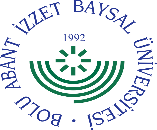 BOLU ABANT İZZET BAYSAL ÜNİVERSİTESİ
1992